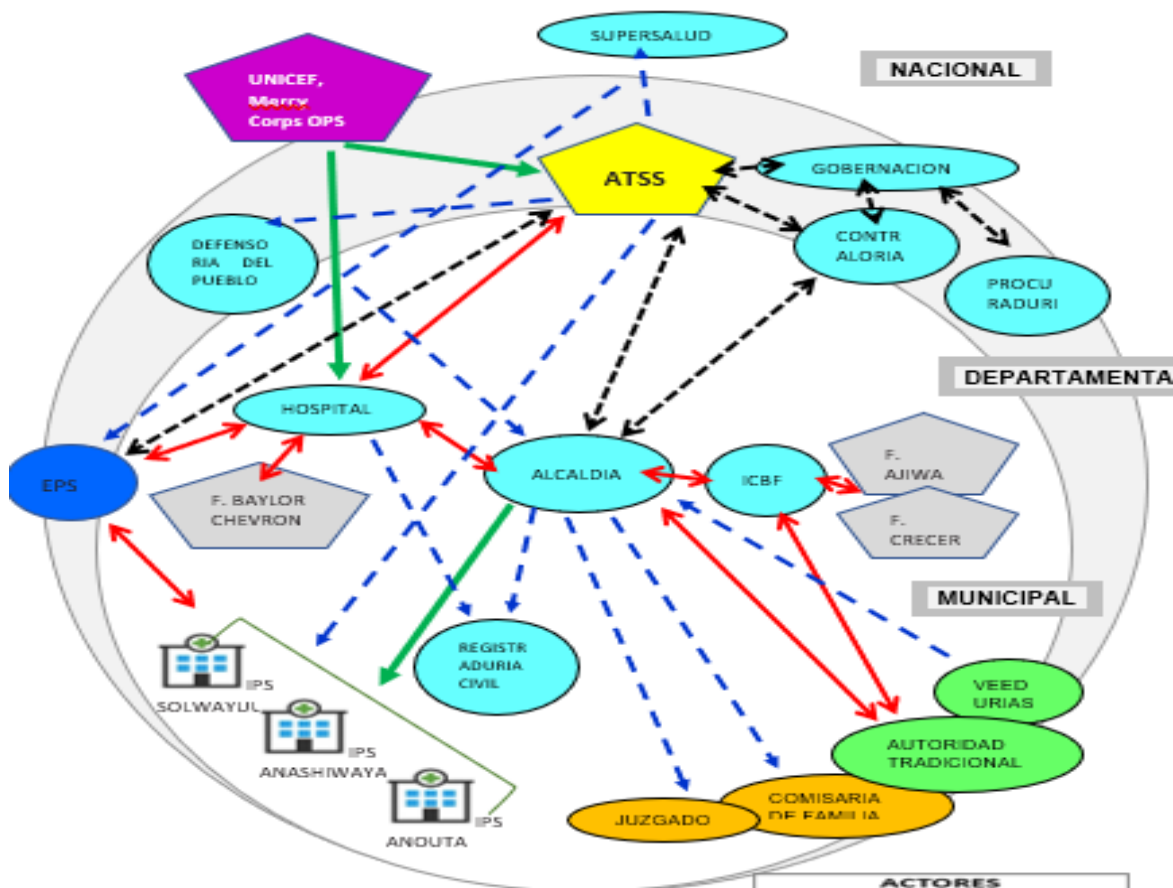 SUPERSALUD
NACIONAL
UNICEF,
Mercy
Corps OPS
ATSS
GOBERNACION
DEFENSO
RIA DEL
PUEBLO
CONTR
ALORIA
PROCU
RADURI
DEPARTAMENTA
HOSPITAL
EPS
F. BAYLOR
CHEVRON
ALCALDIA
ICBF
F.
AJIWA
F.
CRECER
MUNICIPAL
REGISTR
ADURIA
CIVIL
IPS
SOLWAYUL
IPS
ANASHIWAYA
IPS
ANOUTA
VEED
URIAS
AUTORIDAD
TRADICIONAL
COMISARIA
DE FAMILIA
JUZGADO
ACTORES